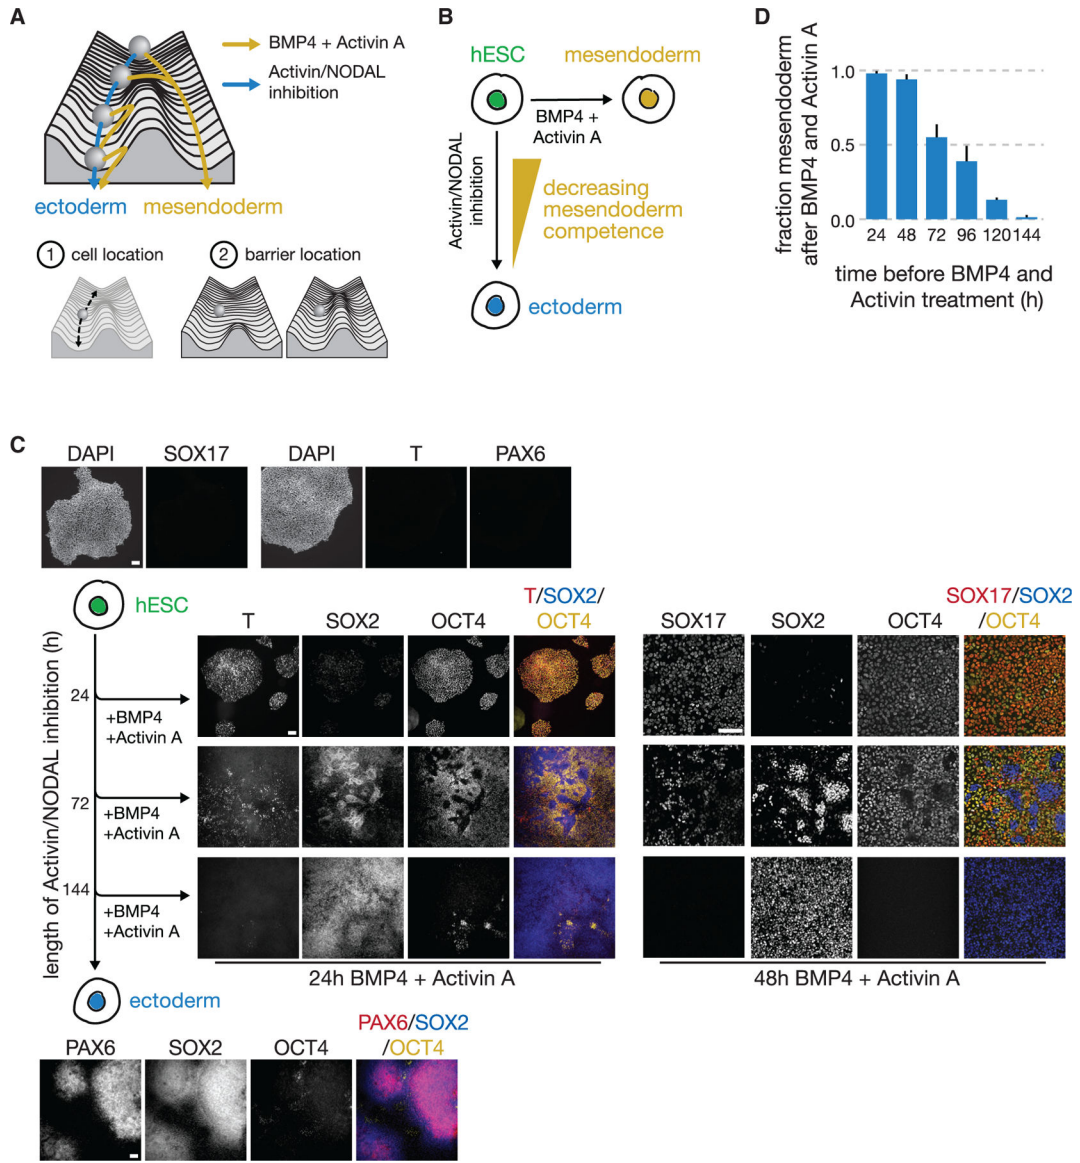 A
BMP4 + Activin A
Activin/NODAL
inhibition
ectoderm
mesendoderm
1
cell location
2
barrier location
B
hESC
mesendoderm
BMP4 +
Activin A
Activin/NODAL
inhibition
decreasing
mesendoderm
competence
ectoderm
D
fraction mesendoderm
after BMP4 and Activin A
1.0
0.5
0.0
24 48 72 96 120 144
time before BMP4 and
Activin treatment (h)
C
DAPI SOX17 DAPI T PAX6
hESC
length of Activin/NODAL inhibition (h)
T SOX2 OCT4 T/SOX2/
OCT4
SOX17 SOX2 OCT4 SOX17/SOX2
/OCT4
24
+BMP4
+Activin A
72
+BMP4
+Activin A
144
+BMP4
+Activin A
24h BMP4 + Activin A
48h BMP4 + Activin A
ectoderm
PAX6 SOX2 OCT4 PAX6/SOX2
/OCT4